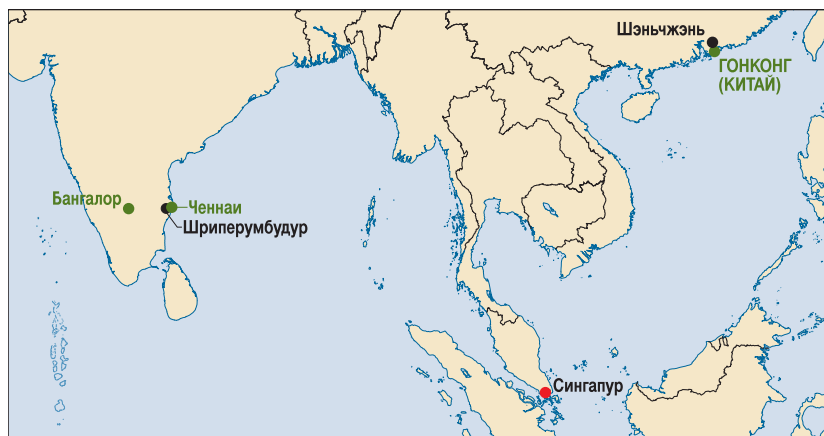 Шэньчжэнь
ГОНКОНГ
(КИТАЙ)
Бангалор
Ченнаи
Шриперумбудур
Сингапур